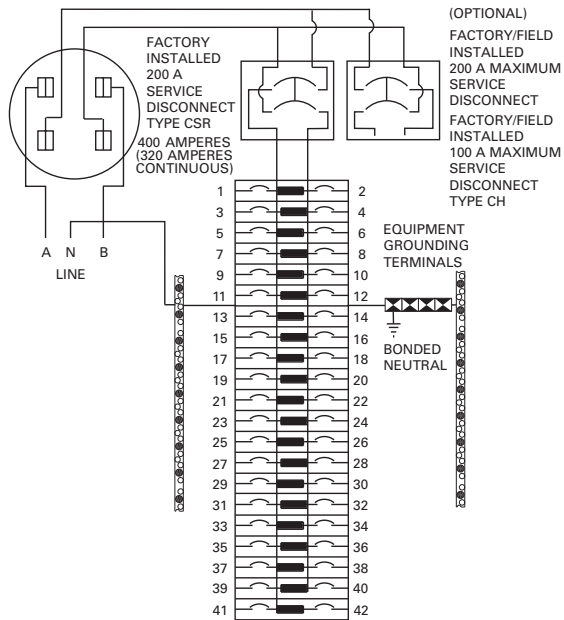 FACTORY
INSTALLED
200 A
SERVICE
DISCONNECT
TYPE CSR
400 AMPERES
(320 AMPERES
CONTINUOUS)
(OPTIONAL)
FACTORY/FIELD
INSTALLED
200 A MAXIMUM
SERVICE
DISCONNECT
FACTORY/FIELD
INSTALLED
100 A MAXIMUM
SERVICE
DISCONNECT
TYPE CH
A N B
LINE
EQUIPMENT
GROUNDING
TERMINALS
BONDED
NEUTRAL
1 2
3 4
5 6
7 8
9 10
11 12
13 14
15 16
17 18
19 20
21 22
23 24
25 26
27 28
29 30
31 32
33 34
35 36
37 38
39 40
41 42